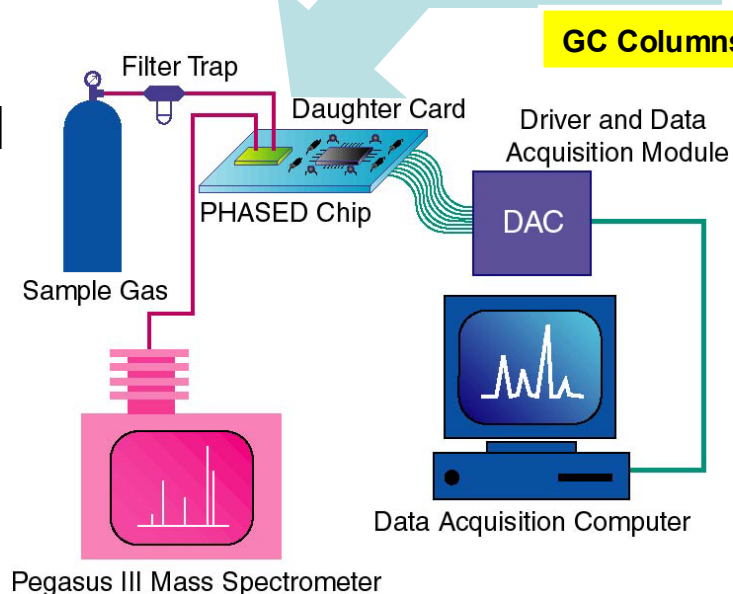 GC Columns
Filter Trap
Daughter Card
Driver and Data
Acquisition Module
PHASED Chip
DAC
Sample Gas
Data Acquisition Computer
Pegasus III Mass Spectrometer